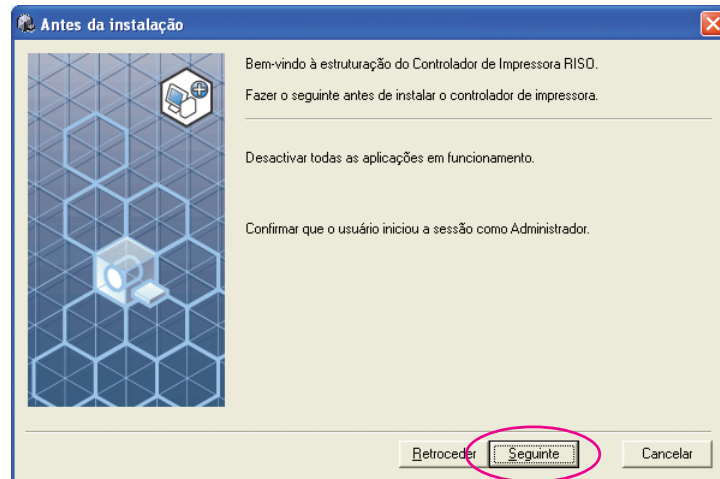 Antes da instalação
Bem-vindo à estruturação do Controlador de Impressora RISO.
Fazer o seguinte antes de instalar o controlador de impressora.
Desactivar todas as aplicações em funcionamento.
Confirmar que o usuário iniciou a sessão como Administrador.
Retroceder Seguinte Cancelar